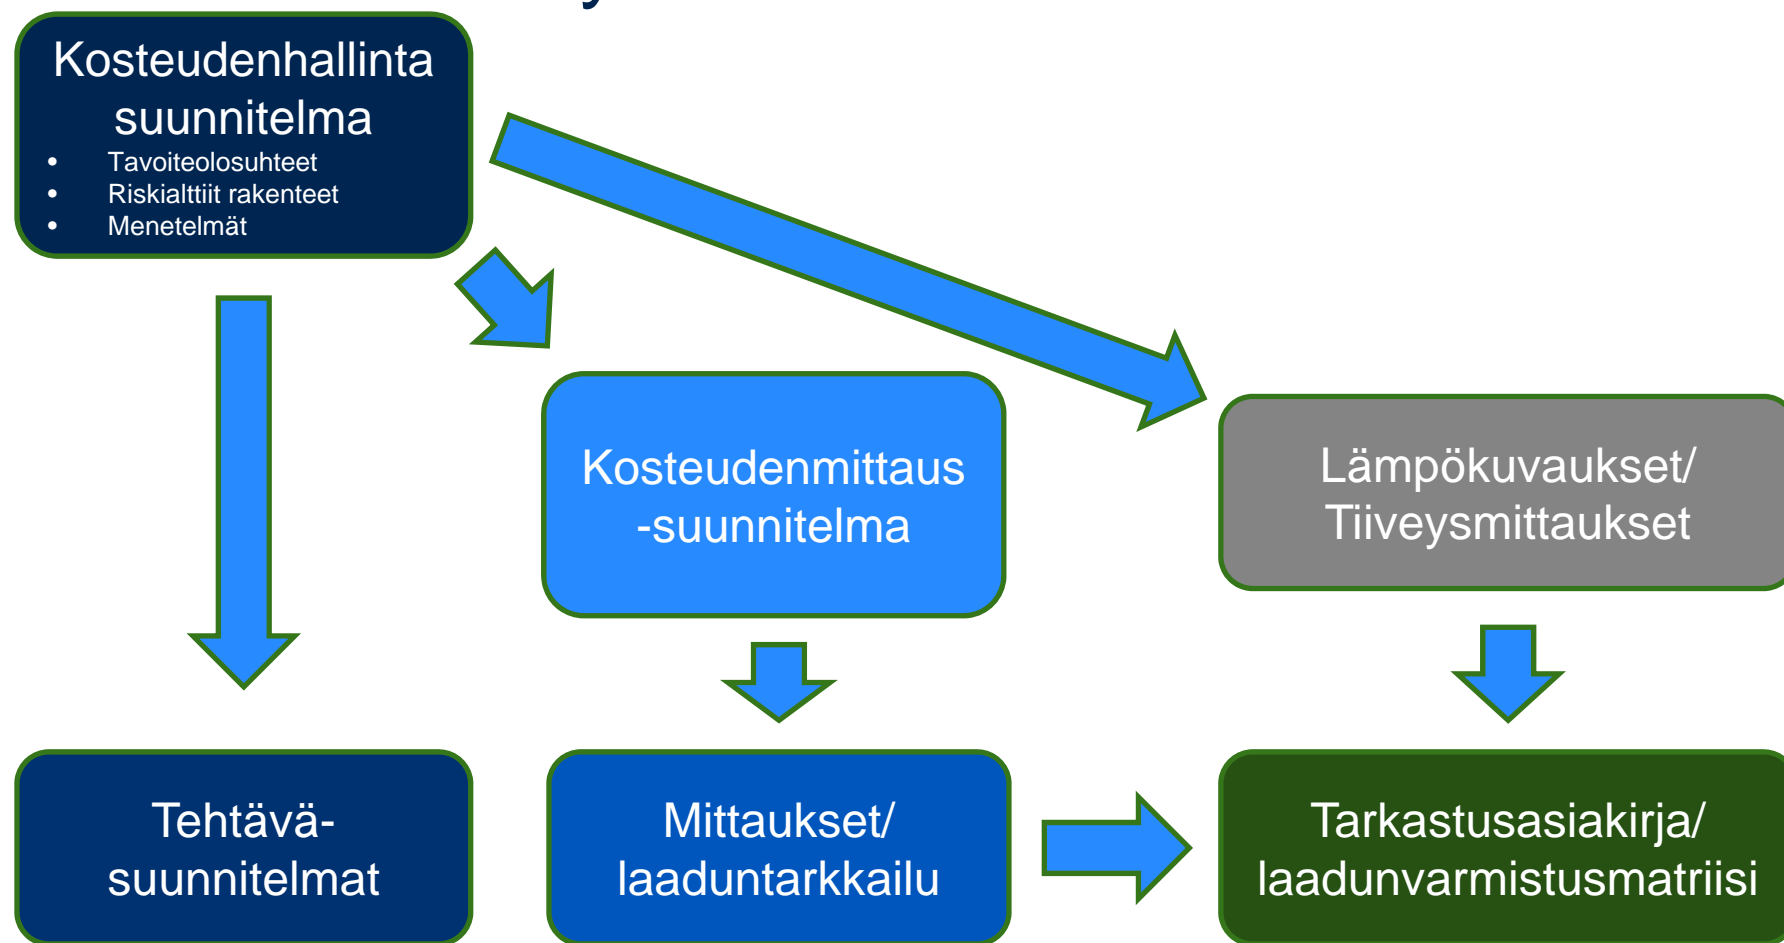 Kosteudenhallinta
suunnitelma
• Tavoiteolosuhteet
• Riskialttiit rakenteet
• Menetelmät
Kosteudenmittaus
-suunnitelma
Lämpökuvaukset/
Tiiveysmittaukset
Tehtävä-
suunnitelmat
Mittaukset/
laaduntarkkailu
Tarkastusasiakirja/
laadunvarmistusmatriisi